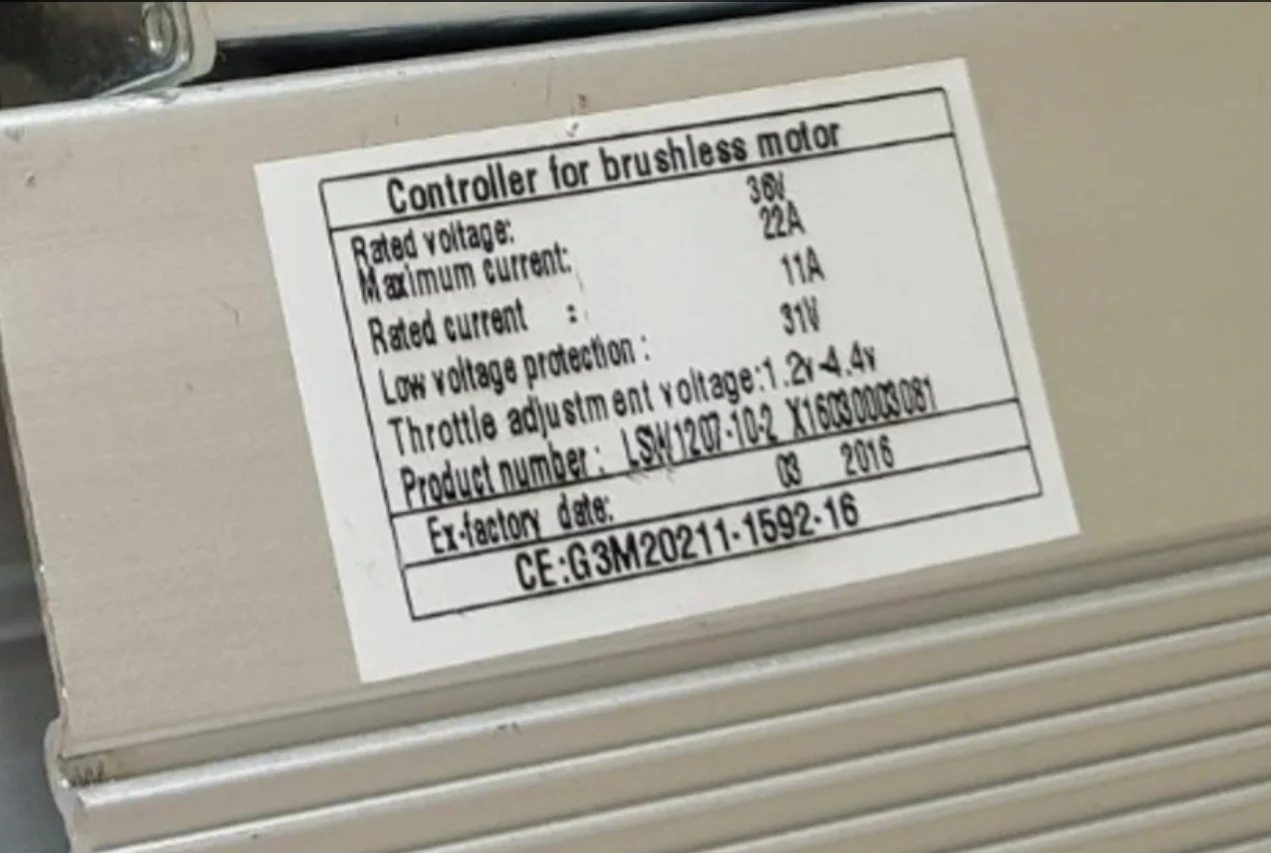 Controller for brushless motor
Rated voltage: 36V
Maximum current: 22A
Rated current : 11A
Low voltage protection : 31V
Throttle adjustment voltage:1.2v-4.4v
Product number : LSW1207-10-2 X16030003081
Ex-factory date: 03 2016
CE:G3M20211-1592-16